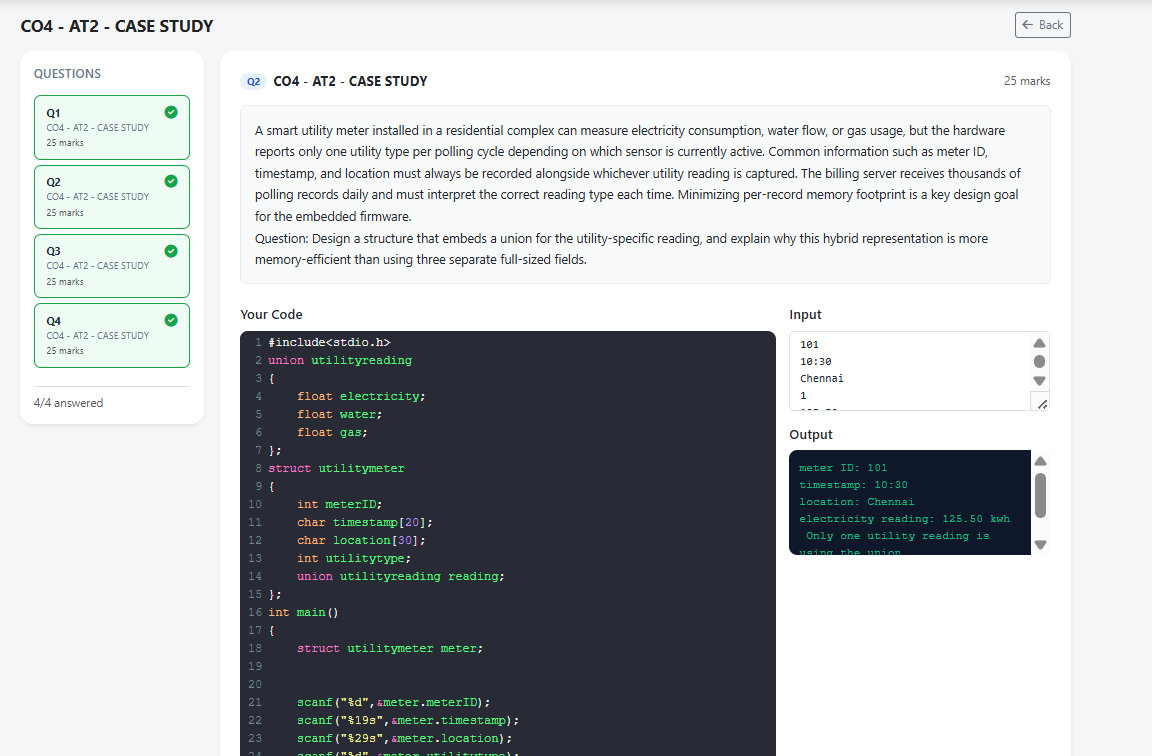 CO4 - AT2 - CASE STUDY
← Back
QUESTIONS
Q1
CO4 - AT2 - CASE STUDY
25 marks
Q2
CO4 - AT2 - CASE STUDY
25 marks
Q3
CO4 - AT2 - CASE STUDY
25 marks
Q4
CO4 - AT2 - CASE STUDY
25 marks
4/4 answered
Q2 CO4 - AT2 - CASE STUDY 25 marks
A smart utility meter installed in a residential complex can measure electricity consumption, water flow, or gas usage, but the hardware
reports only one utility type per polling cycle depending on which sensor is currently active. Common information such as meter ID,
timestamp, and location must always be recorded alongside whichever utility reading is captured. The billing server receives thousands of
polling records daily and must interpret the correct reading type each time. Minimizing per-record memory footprint is a key design goal
for the embedded firmware.
Question: Design a structure that embeds a union for the utility-specific reading, and explain why this hybrid representation is more
memory-efficient than using three separate full-sized fields.
Your Code
1 #include<stdio.h>
2 union utilityreading
3 {
4     float electricity;
5     float water;
6     float gas;
7 };
8 struct utilitymeter
9 {
10     int meterID;
11     char timestamp[20];
12     char location[30];
13     int utilitytype;
14     union utilityreading reading;
15 };
16 int main()
17 {
18     struct utilitymeter meter;
19
20
21     scanf("%d",&meter.meterID);
22     scanf("%19s",&meter.timestamp);
23     scanf("%29s",&meter.location);
24     scanf("%d",&meter.utilitytype);
Input
101
10:30
Chennai
1
Output
meter ID: 101
timestamp: 10:30
location: Chennai
electricity reading: 125.50 kwh
Only one utility reading is
using the union